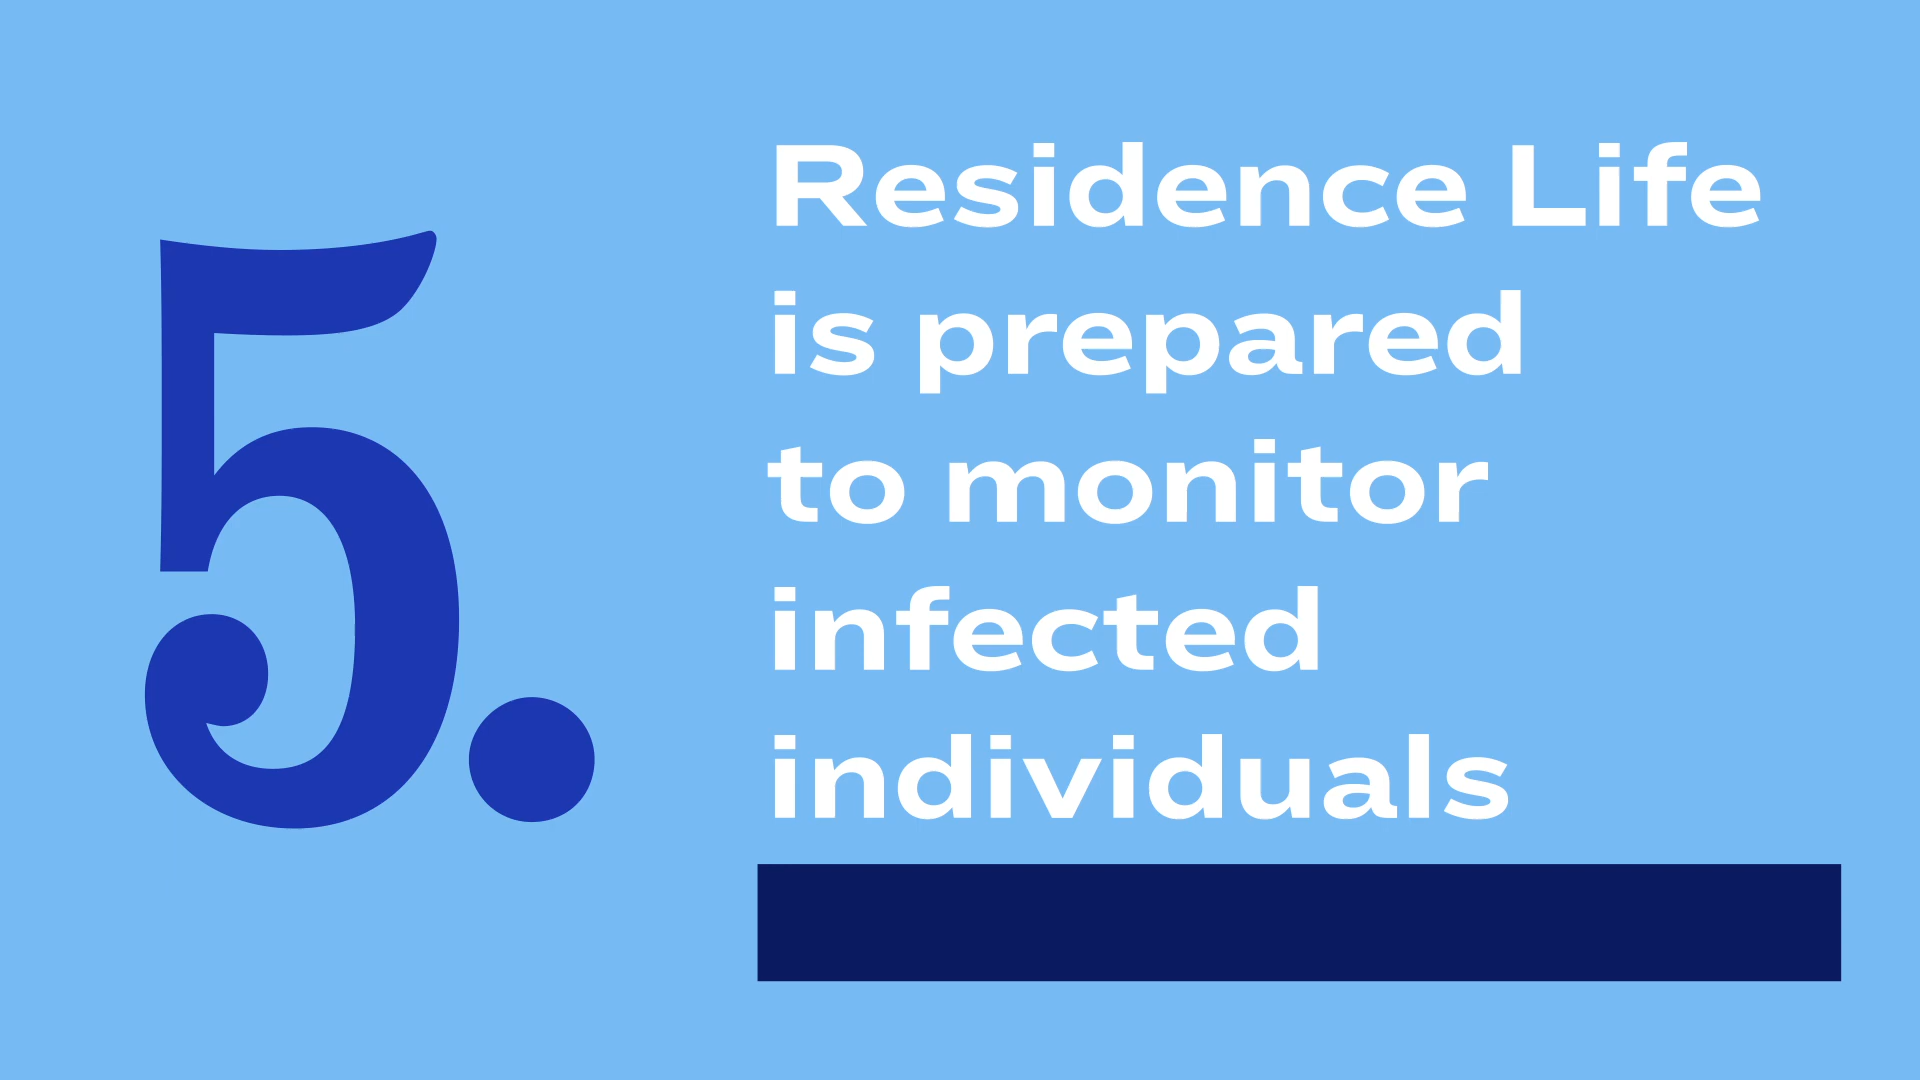 5.
Residence Life
is prepared
to monitor
infected
individuals